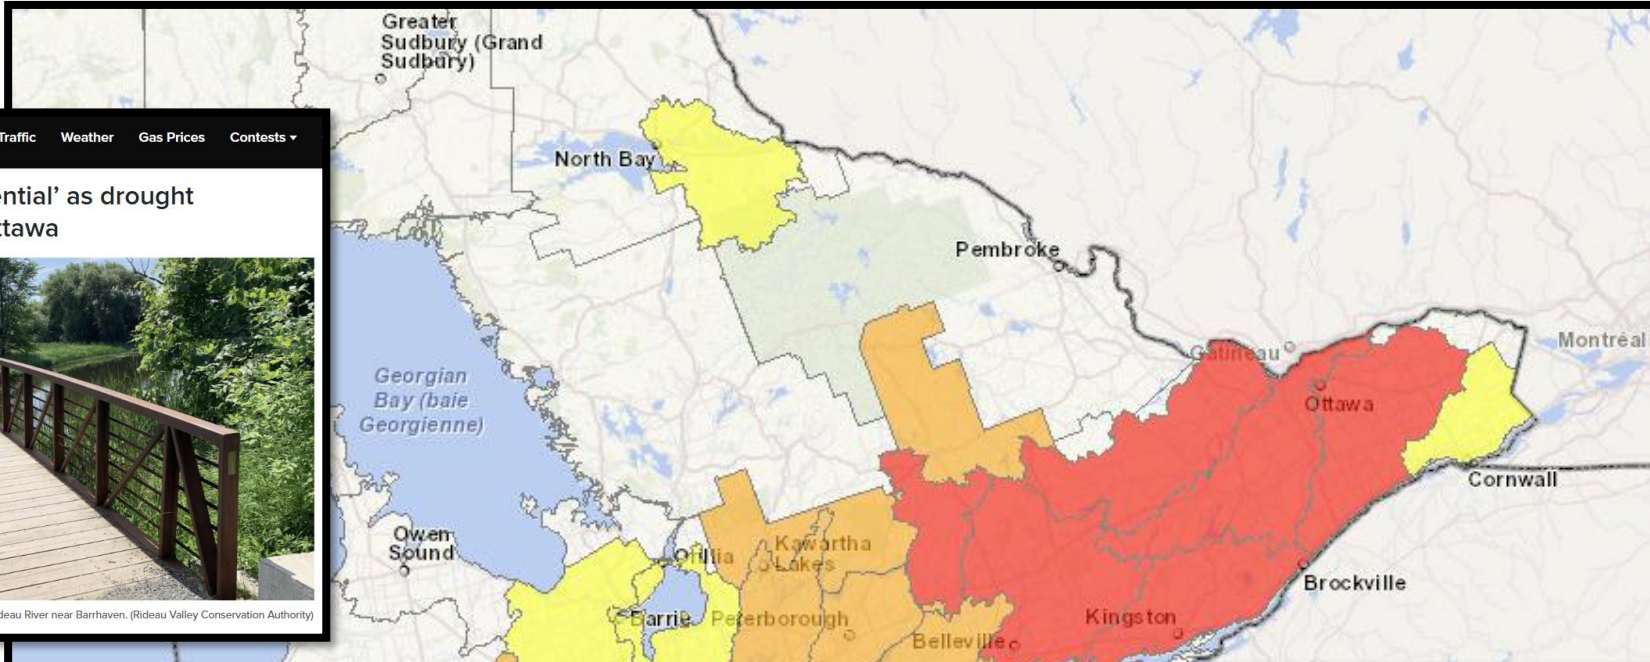 Greater
Sudbury (Grand
Sudbury)
Traffic Weather Gas Prices Contests
North Bay
ential’ as drought
ttawa
Pembroke
Gatineau
Montréal
Georgian
Bay (baie
Georgienne)
Ottawa
Cornwall
Owen
Sound
Orillia
Kawartha
Lakes
Brockville
Barrie
Peterborough
Kingston
Belleville
deau River near Barrhaven. (Rideau Valley Conservation Authority)